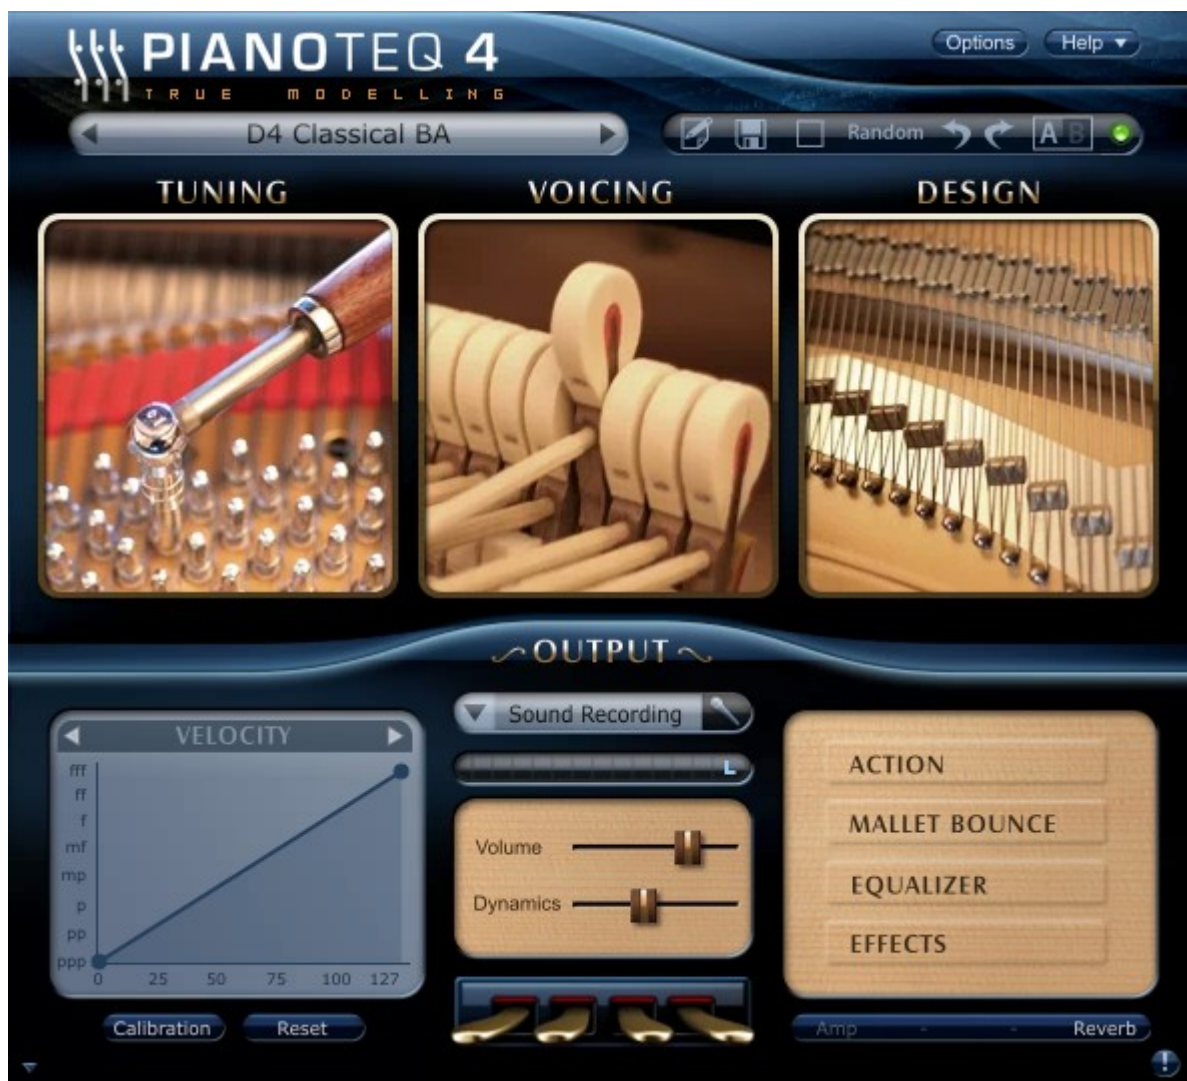 PIANOTEQ 4
TRUE MODELLING
Options
Help
D4 Classical BA
Random
A B
TUNING
VOICING
DESIGN
OUTPUT
VELOCITY
fff
ff
f
mf
mp
p
pp
ppp
0 25 50 75 100 127
Calibration
Reset
Sound Recording
L
Volume
Dynamics
ACTION
MALLET BOUNCE
EQUALIZER
EFFECTS
Amp - - Reverb
!